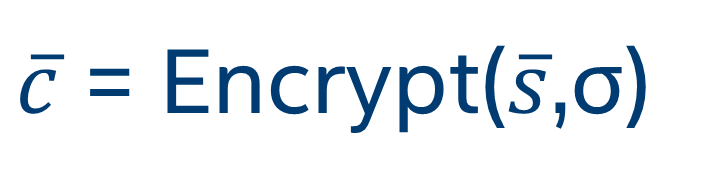 c̄ = Encrypt(s̄,σ)